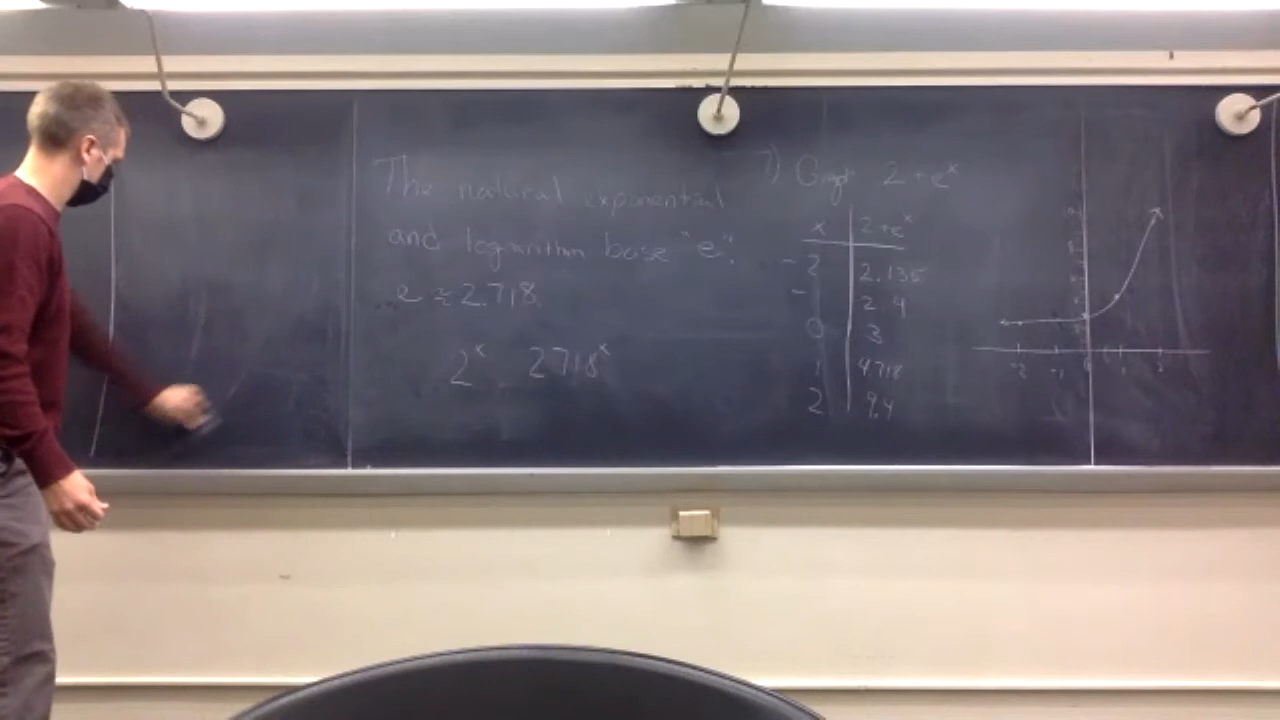 The natural exponential
and logarithm base "e".
e ≈ 2.718
2^x 2.718^x
7) Graph 2+e^x
x 2+e^x
-2 2.135
-1 2.4
0 3
1 4.718
2 9.4
-2 -1 0 1 2